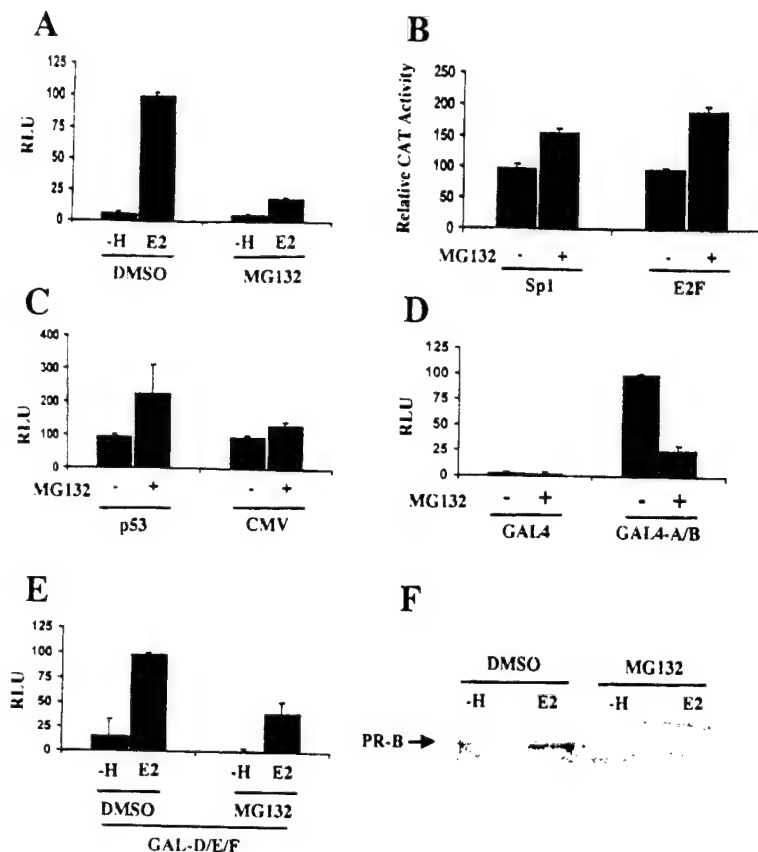 A
RLU
125
100
75
50
25
0
-H E2 -H E2
DMSO MG132
B
Relative CAT Activity
250
200
150
100
50
0
MG132 - + - +
Sp1 E2F
C
RLU
400
300
200
100
0
MG132 - + - +
p53 CMV
D
RLU
125
100
75
50
25
0
MG132 - + - +
GAL4 GAL4-A/B
E
RLU
125
100
75
50
25
0
-H E2 -H E2
DMSO MG132
GAL-D/E/F
F
DMSO MG132
-H E2 -H E2
PR-B